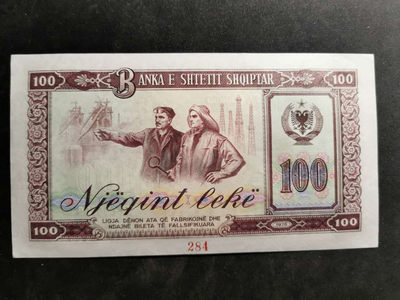 100
BANKA E SHTETIT SHQIPTAR
100
100
Njëqint lekë
LIGJA DËNON ATA QË FABRIKOJNË DHE
NDAJNË BILETA TË FALLSIFIKUARA
100
100
284